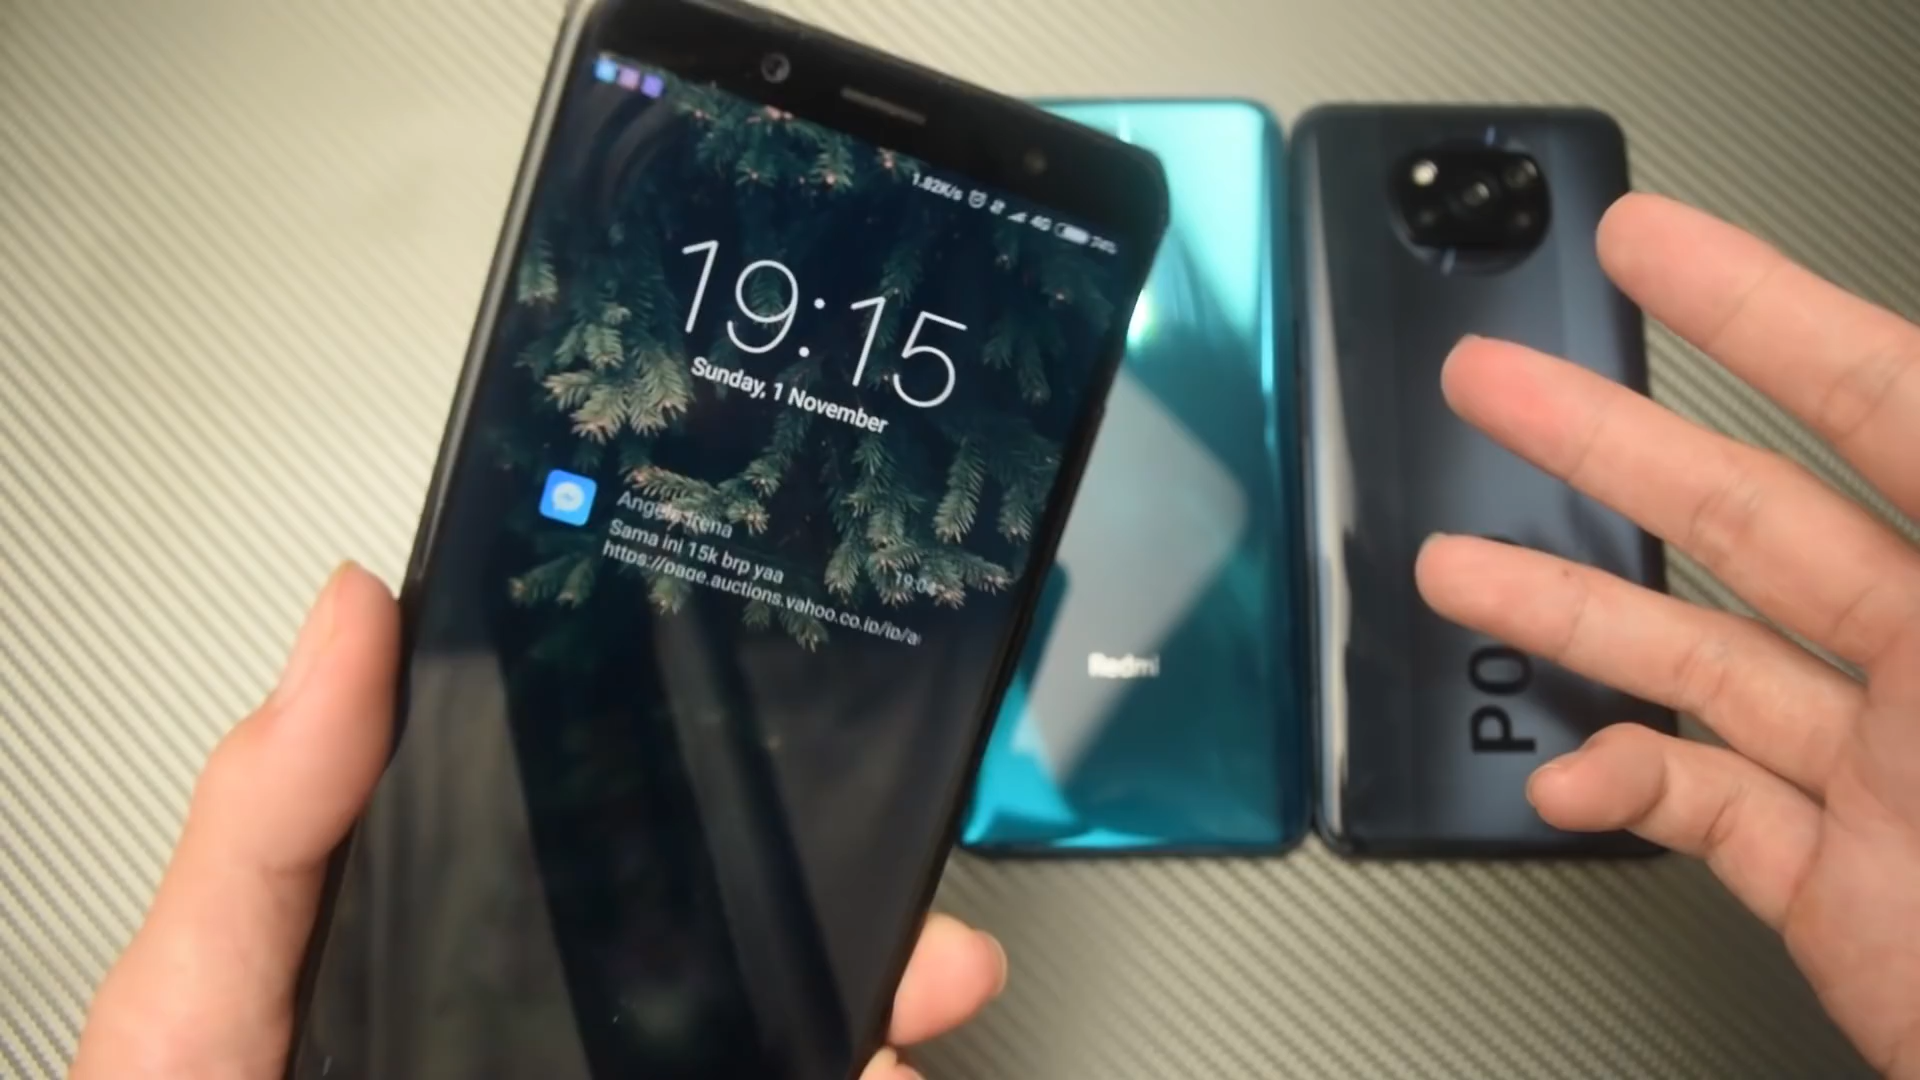 1.82K/s 4G
19:15
Sunday, 1 November
Angela Irena
Sama ini 15k brp yaa
19:04
https://page.auctions.yahoo.co.jp/jp/a
Redmi
PO